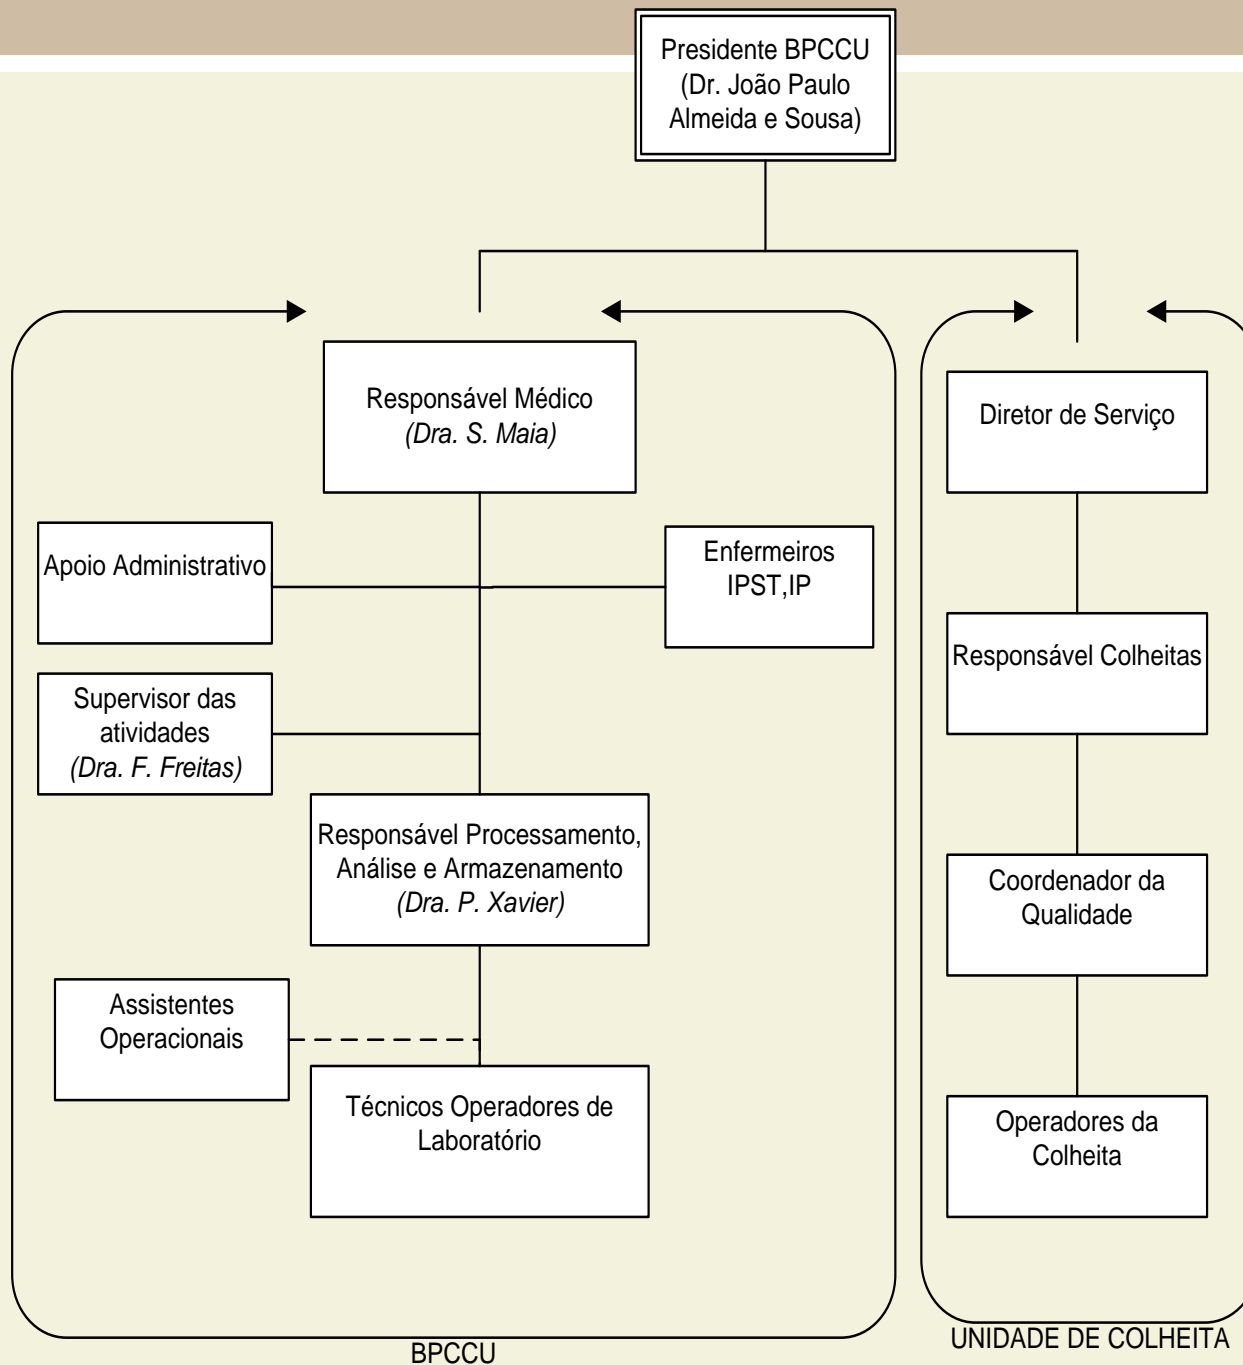 Presidente BPCCU
(Dr. João Paulo
Almeida e Sousa)
Responsável Médico
(Dra. S. Maia)
Apoio Administrativo
Enfermeiros
IPST,IP
Supervisor das
atividades
(Dra. F. Freitas)
Responsável Processamento,
Análise e Armazenamento
(Dra. P. Xavier)
Assistentes
Operacionais
Técnicos Operadores de
Laboratório
BPCCU
Diretor de Serviço
Responsável Colheitas
Coordenador da
Qualidade
Operadores da
Colheita
UNIDADE DE COLHEITA